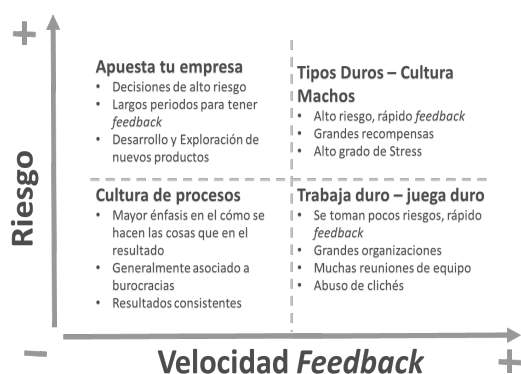 +
Riesgo
Apuesta tu empresa
• Decisiones de alto riesgo
• Largos periodos para tener
feedback
• Desarrollo y Exploración de
nuevos productos
Tipos Duros – Cultura
Machos
• Alto riesgo, rápido feedback
• Grandes recompensas
• Alto grado de Stress
Cultura de procesos
• Mayor énfasis en el cómo se
hacen las cosas que en el
resultado
• Generalmente asociado a
burocracias
• Resultados consistentes
Trabaja duro – juega duro
• Se toman pocos riesgos, rápido
feedback
• Grandes organizaciones
• Muchas reuniones de equipo
• Abuso de clichés
–
Velocidad Feedback
+